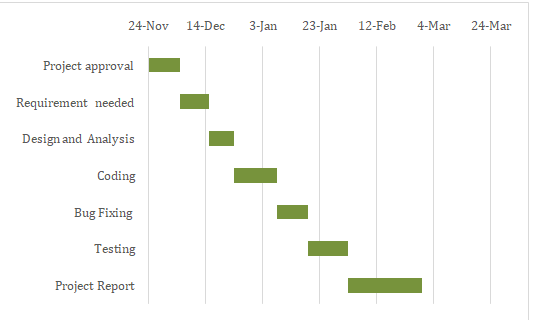 24-Nov 14-Dec 3-Jan 23-Jan 12-Feb 4-Mar 24-Mar
Project approval
Requirement needed
Design and Analysis
Coding
Bug Fixing
Testing
Project Report